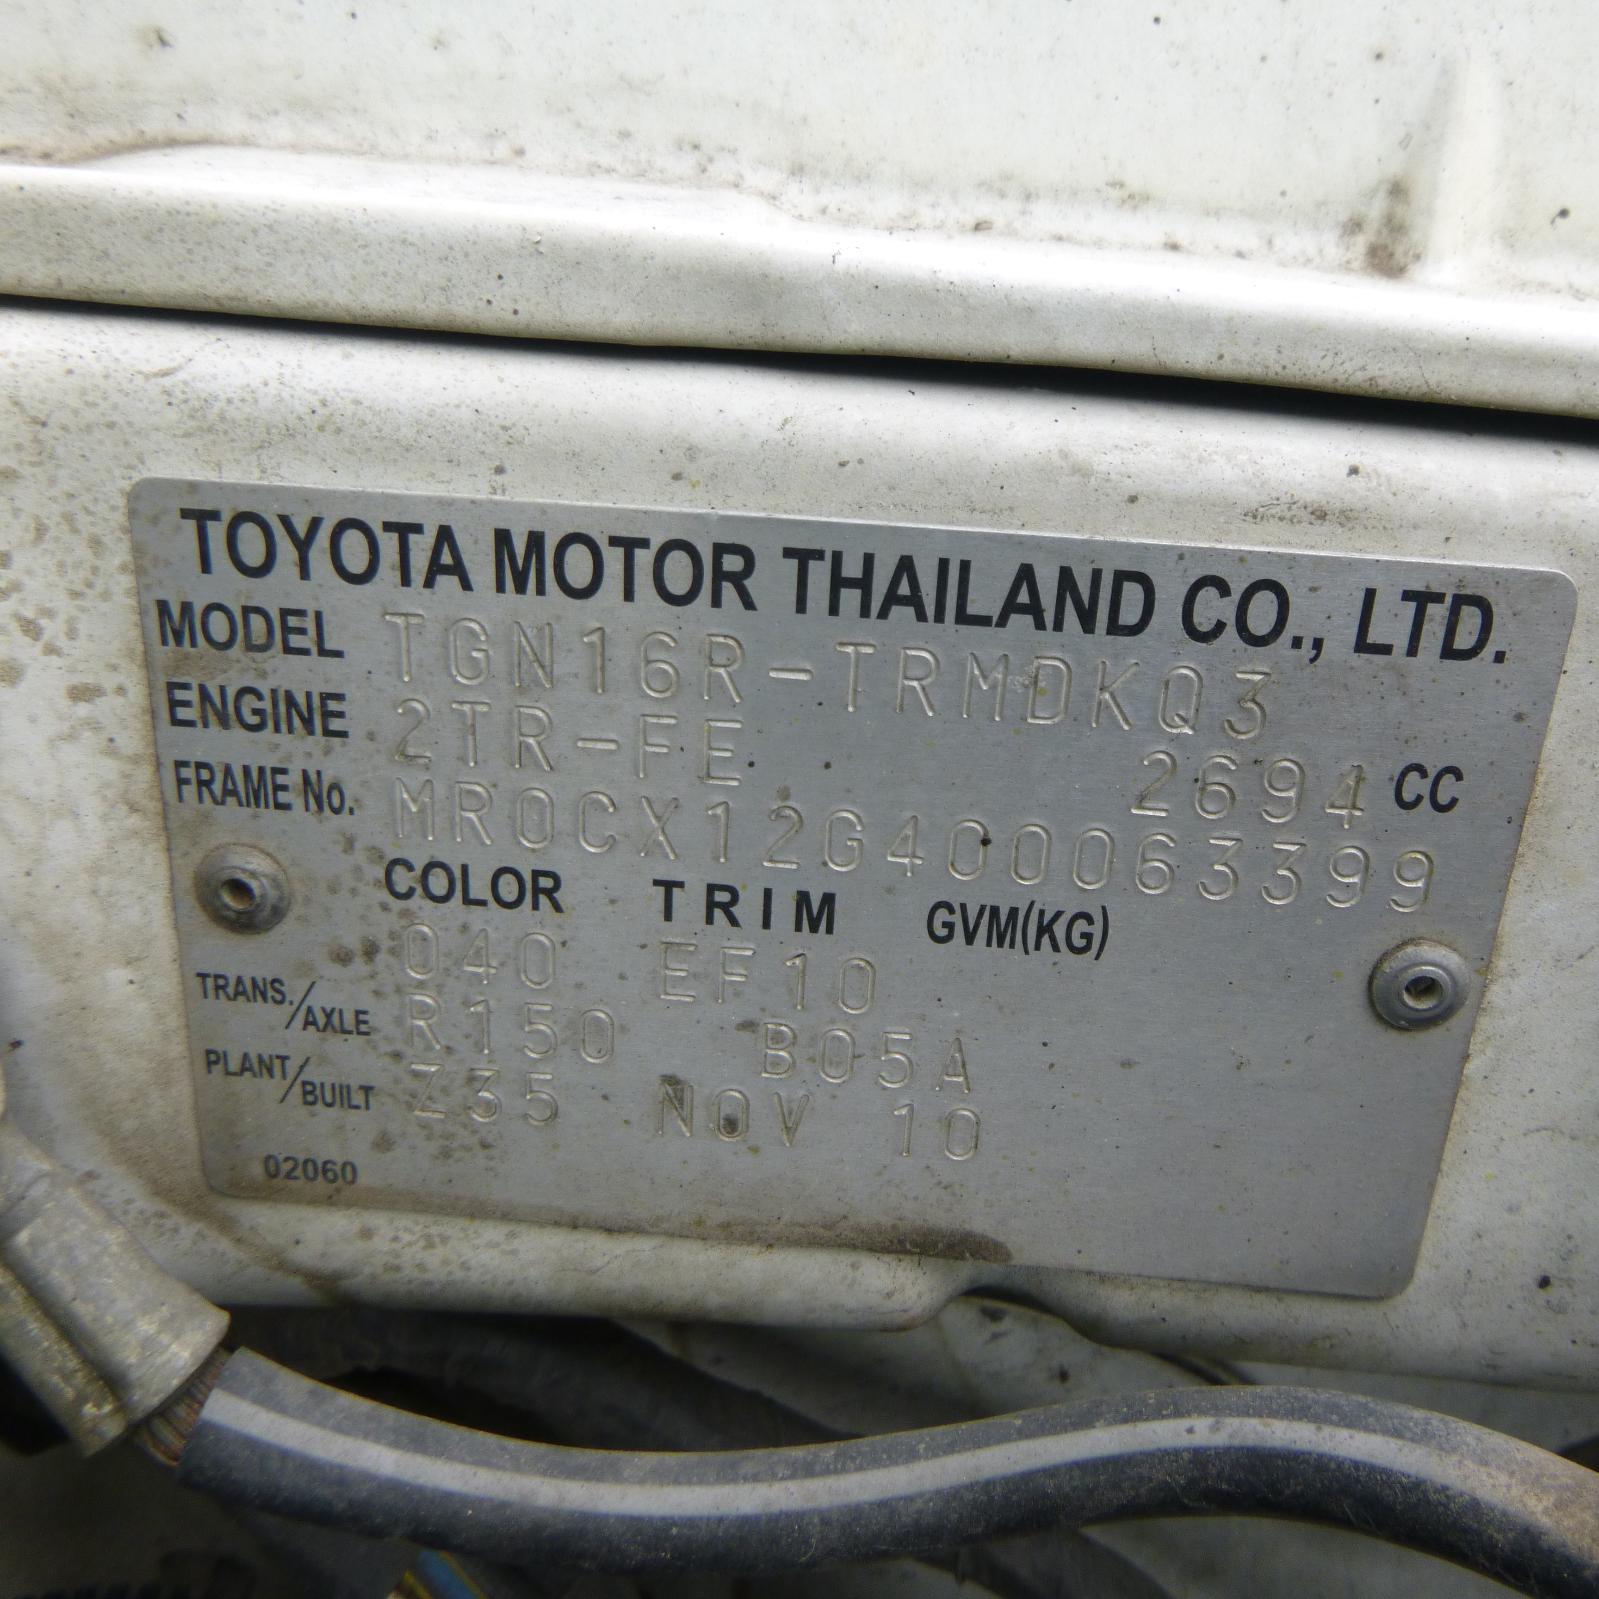 TOYOTA MOTOR THAILAND CO., LTD.
MODEL TGN16R-TRMDKQ3
ENGINE 2TR-FE 2694 CC
FRAME No. MR0CX12G400063399
COLOR TRIM GVM(KG)
040 EF10
TRANS./AXLE R150 B05A
PLANT/BUILT Z35 NOV 10
02060